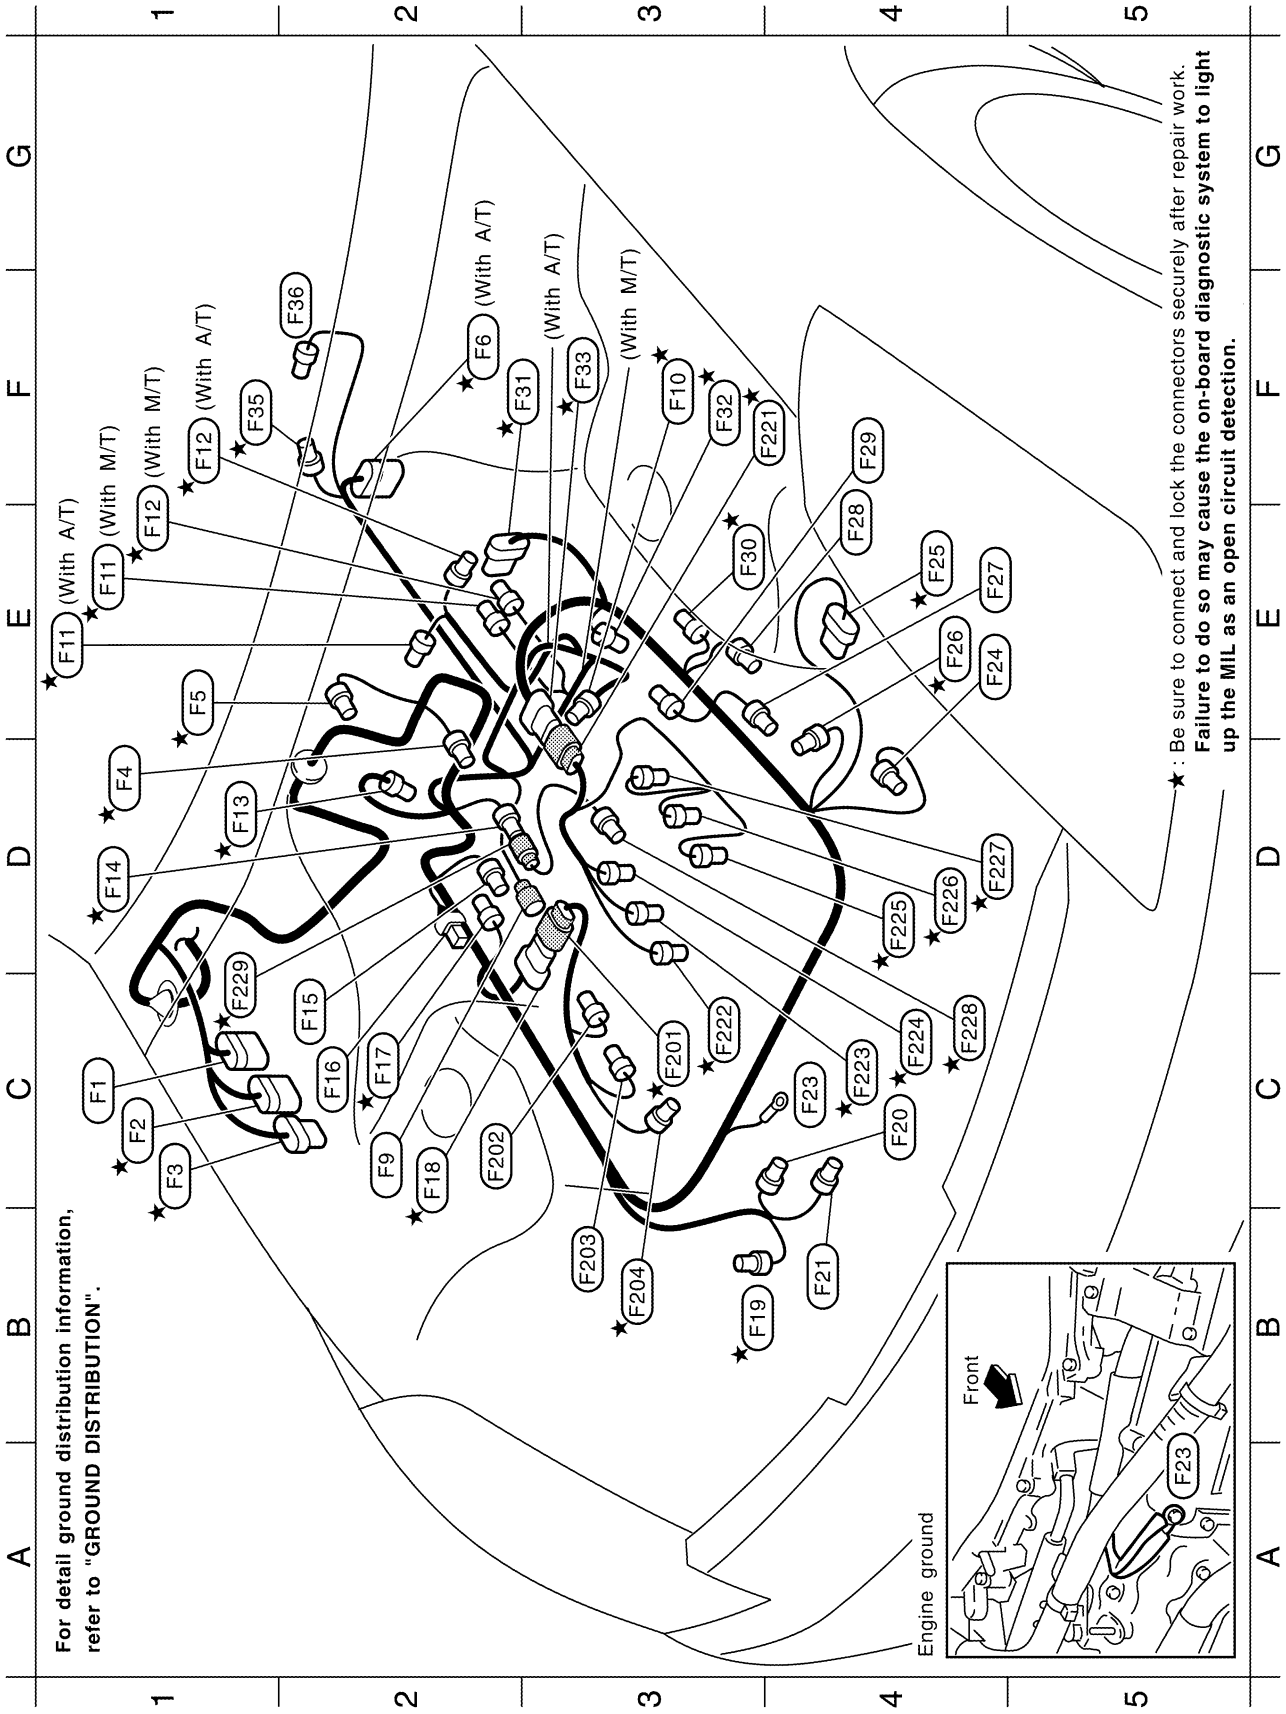 For detail ground distribution information,
refer to "GROUND DISTRIBUTION".
A B C D E F G
1
2
3
4
5
★ F11 (With A/T)
★ F11 (With M/T)
★ F12 (With M/T)
★ F12 (With A/T)
★ F35
F36
F6 ★ (With A/T)
★ F31
(With A/T)
★ F33
(With M/T)
F10 ★
F32 ★
F221 ★
F29
F28
F30 ★
★ F25
F27
★ F26
F24
★ F5
★ F4
★ F13
★ F14
★ F229
F15
F16
★ F17
F1
★ F2
★ F3
F9
★ F18
F202
F203
★ F204
★ F201
★ F222
★ F223
★ F224
★ F228
★ F225
★ F226
★ F227
F23
F20
F21
★ F19
Engine ground
Front
F23
★ : Be sure to connect and lock the connectors securely after repair work.
Failure to do so may cause the on-board diagnostic system to light
up the MIL as an open circuit detection.
A B C D E F G
1
2
3
4
5